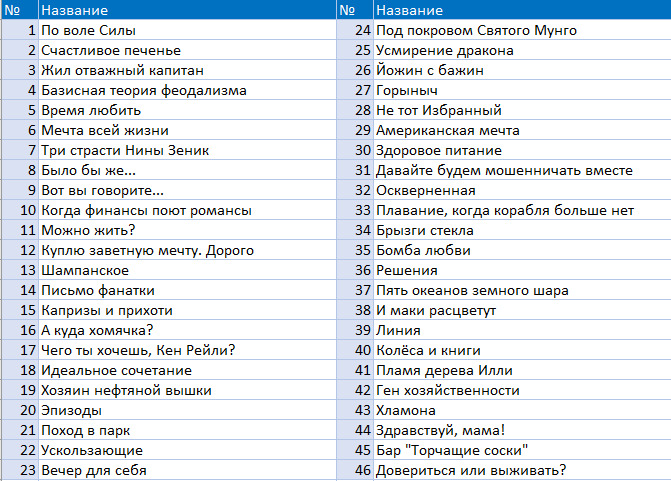 № Название
1 По воле Силы
2 Счастливое печенье
3 Жил отважный капитан
4 Базисная теория феодализма
5 Время любить
6 Мечта всей жизни
7 Три страсти Нины Зеник
8 Было бы же...
9 Вот вы говорите...
10 Когда финансы поют романсы
11 Можно жить?
12 Куплю заветную мечту. Дорого
13 Шампанское
14 Письмо фанатки
15 Капризы и прихоти
16 А куда хомячка?
17 Чего ты хочешь, Кен Рейли?
18 Идеальное сочетание
19 Хозяин нефтяной вышки
20 Эпизоды
21 Поход в парк
22 Ускользающие
23 Вечер для себя
№ Название
24 Под покровом Святого Мунго
25 Усмирение дракона
26 Йожин с бажин
27 Горыныч
28 Не тот Избранный
29 Американская мечта
30 Здоровое питание
31 Давайте будем мошенничать вместе
32 Оскверненная
33 Плавание, когда корабля больше нет
34 Брызги стекла
35 Бомба любви
36 Решения
37 Пять океанов земного шара
38 И маки расцветут
39 Линия
40 Колёса и книги
41 Пламя дерева Илли
42 Ген хозяйственности
43 Хламона
44 Здравствуй, мама!
45 Бар "Торчащие соски"
46 Довериться или выживать?